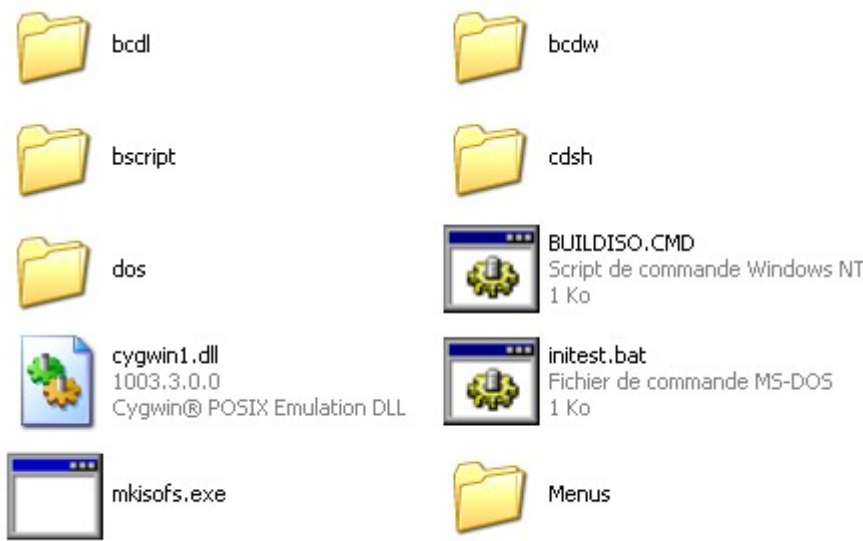 bcdl
bcdw
bscript
cdsh
dos
BUILDISO.CMD
Script de commande Windows NT
1 Ko
cygwin1.dll
1003.3.0.0
Cygwin® POSIX Emulation DLL
initest.bat
Fichier de commande MS-DOS
1 Ko
mkisofs.exe
Menus